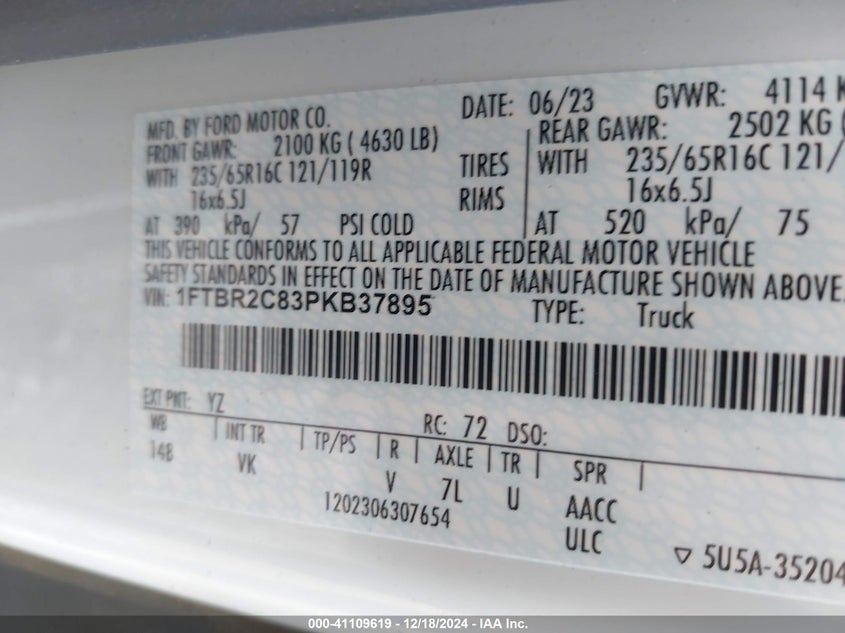 MFD. BY FORD MOTOR CO.
DATE: 06/23 GVWR: 4114 K
FRONT GAWR: 2100 KG ( 4630 LB)
REAR GAWR: 2502 KG (
WITH 235/65R16C 121/119R
TIRES WITH 235/65R16C 121/
16x6.5J
RIMS 16x6.5J
AT 390 kPa/ 57 PSI COLD
AT 520 kPa/ 75
THIS VEHICLE CONFORMS TO ALL APPLICABLE FEDERAL MOTOR VEHICLE
SAFETY STANDARDS IN EFFECT ON THE DATE OF MANUFACTURE SHOWN ABOVE.
VIN: 1FTBR2C83PKB37895 TYPE: Truck
EXT PNT: YZ RC: 72 DSO:
WB INT TR TP/PS R AXLE TR SPR
148 VK V 7L U AACC
1202306307654 ULC
▽ 5U5A-35204
000-41109619 / 12/18/2024 - IAA Inc.